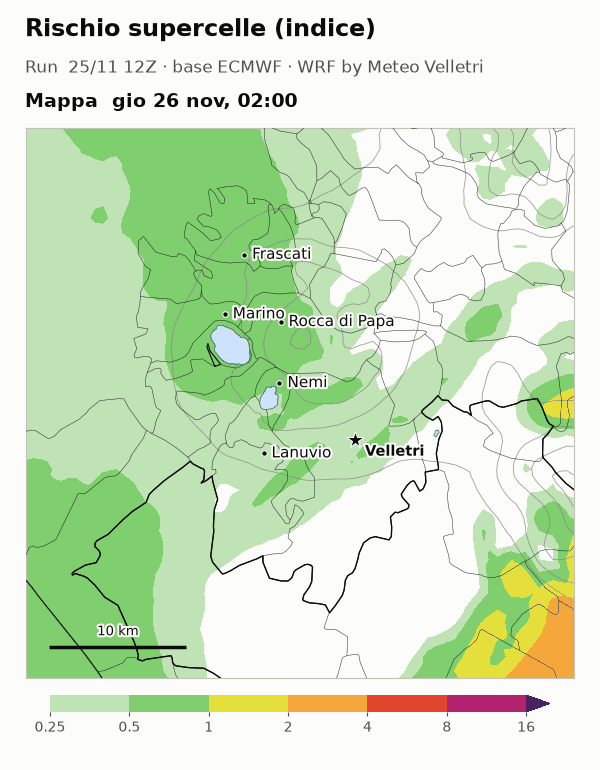 Rischio supercelle (indice)
Run  25/11 12Z · base ECMWF · WRF by Meteo Velletri
Mappa  gio 26 nov, 02:00
Frascati
Marino
Rocca di Papa
Nemi
Velletri
Lanuvio
10 km
0.25 0.5 1 2 4 8 16